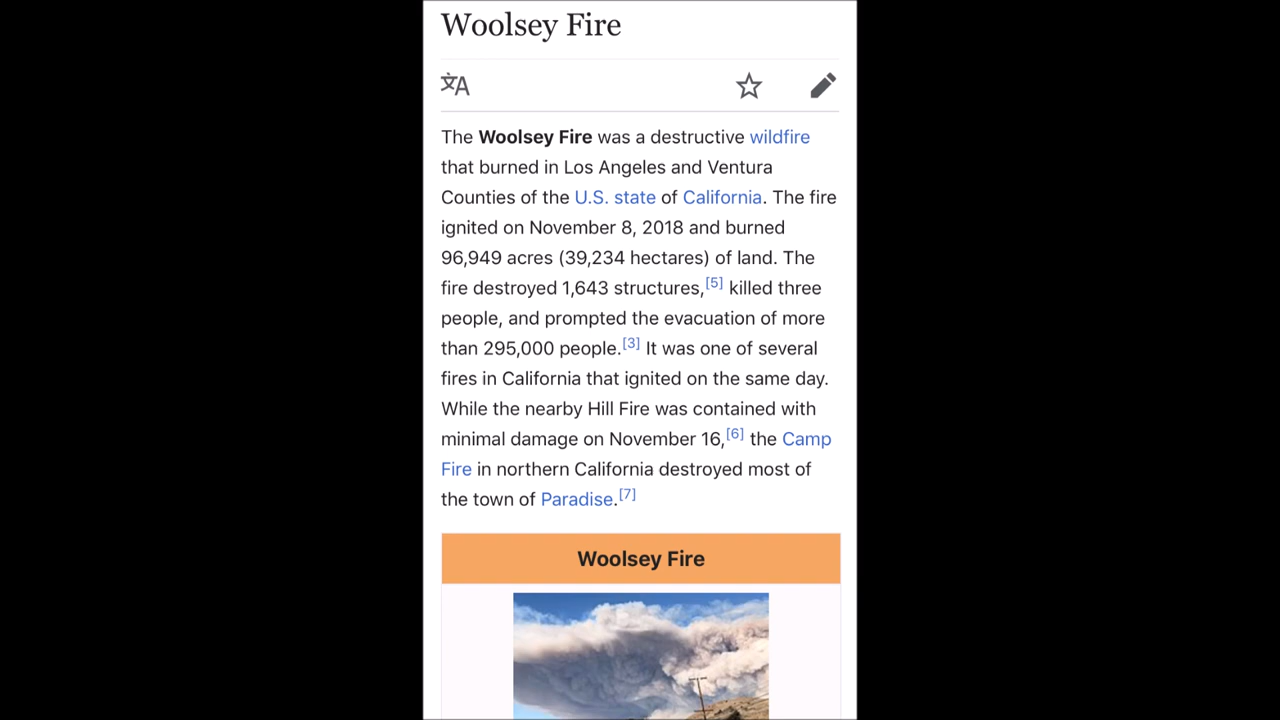 Woolsey Fire
The Woolsey Fire was a destructive wildfire
that burned in Los Angeles and Ventura
Counties of the U.S. state of California. The fire
ignited on November 8, 2018 and burned
96,949 acres (39,234 hectares) of land. The
fire destroyed 1,643 structures,[5] killed three
people, and prompted the evacuation of more
than 295,000 people.[3] It was one of several
fires in California that ignited on the same day.
While the nearby Hill Fire was contained with
minimal damage on November 16,[6] the Camp
Fire in northern California destroyed most of
the town of Paradise.[7]
Woolsey Fire